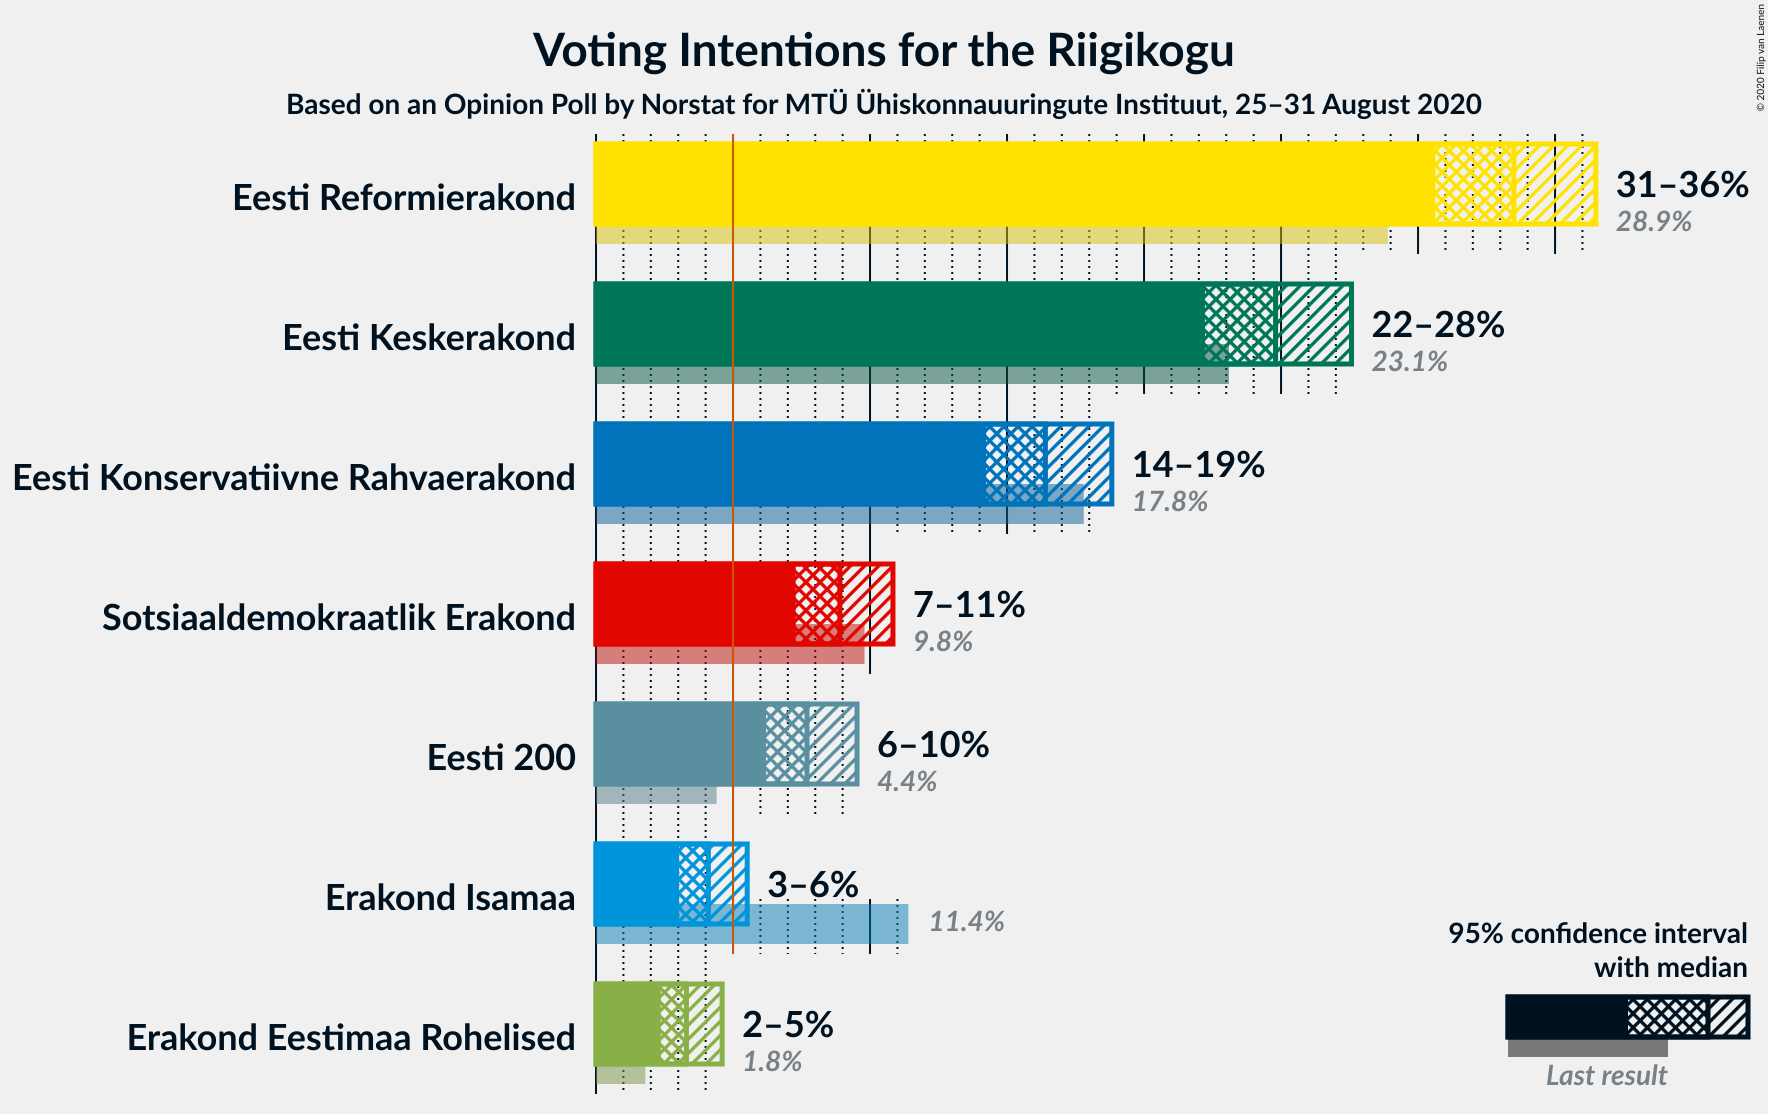 Voting Intentions for the Riigikogu
Based on an Opinion Poll by Norstat for MTÜ Ühiskonnauuringute Instituut, 25–31 August 2020
© 2020 Filip van Laenen
Eesti Reformierakond
31–36%
28.9%
Eesti Keskerakond
22–28%
23.1%
Eesti Konservatiivne Rahvaerakond
14–19%
17.8%
Sotsiaaldemokraatlik Erakond
7–11%
9.8%
Eesti 200
6–10%
4.4%
Erakond Isamaa
3–6%
11.4%
Erakond Eestimaa Rohelised
2–5%
1.8%
95% confidence interval
with median
Last result